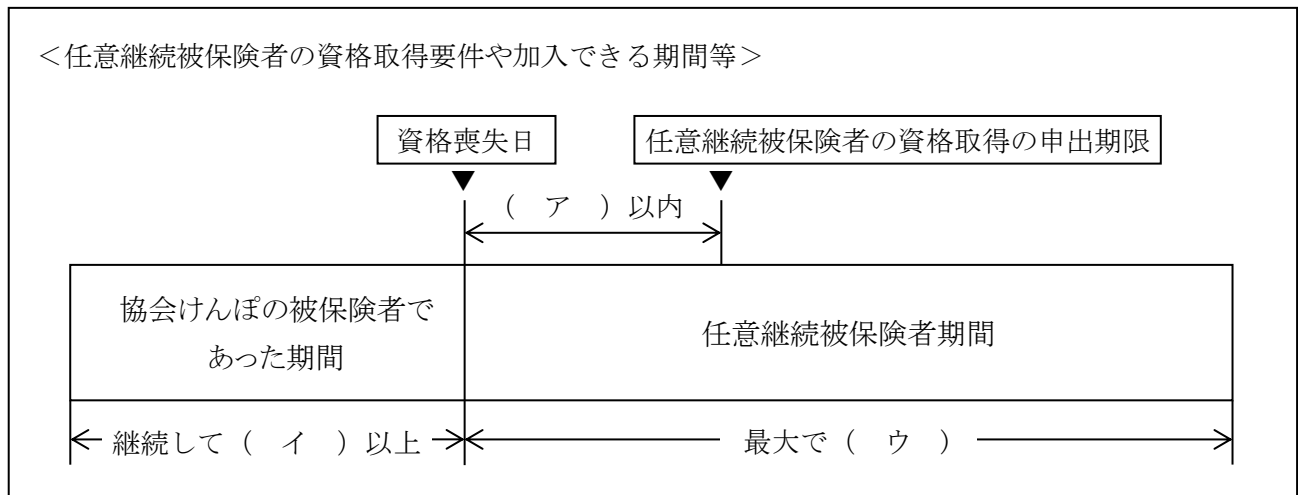 ＜任意継続被保険者の資格取得要件や加入できる期間等＞
資格喪失日
任意継続被保険者の資格取得の申出期限
（　ア　）以内
協会けんぽの被保険者で
あった期間
任意継続被保険者期間
継続して（　イ　）以上
最大で（　ウ　）